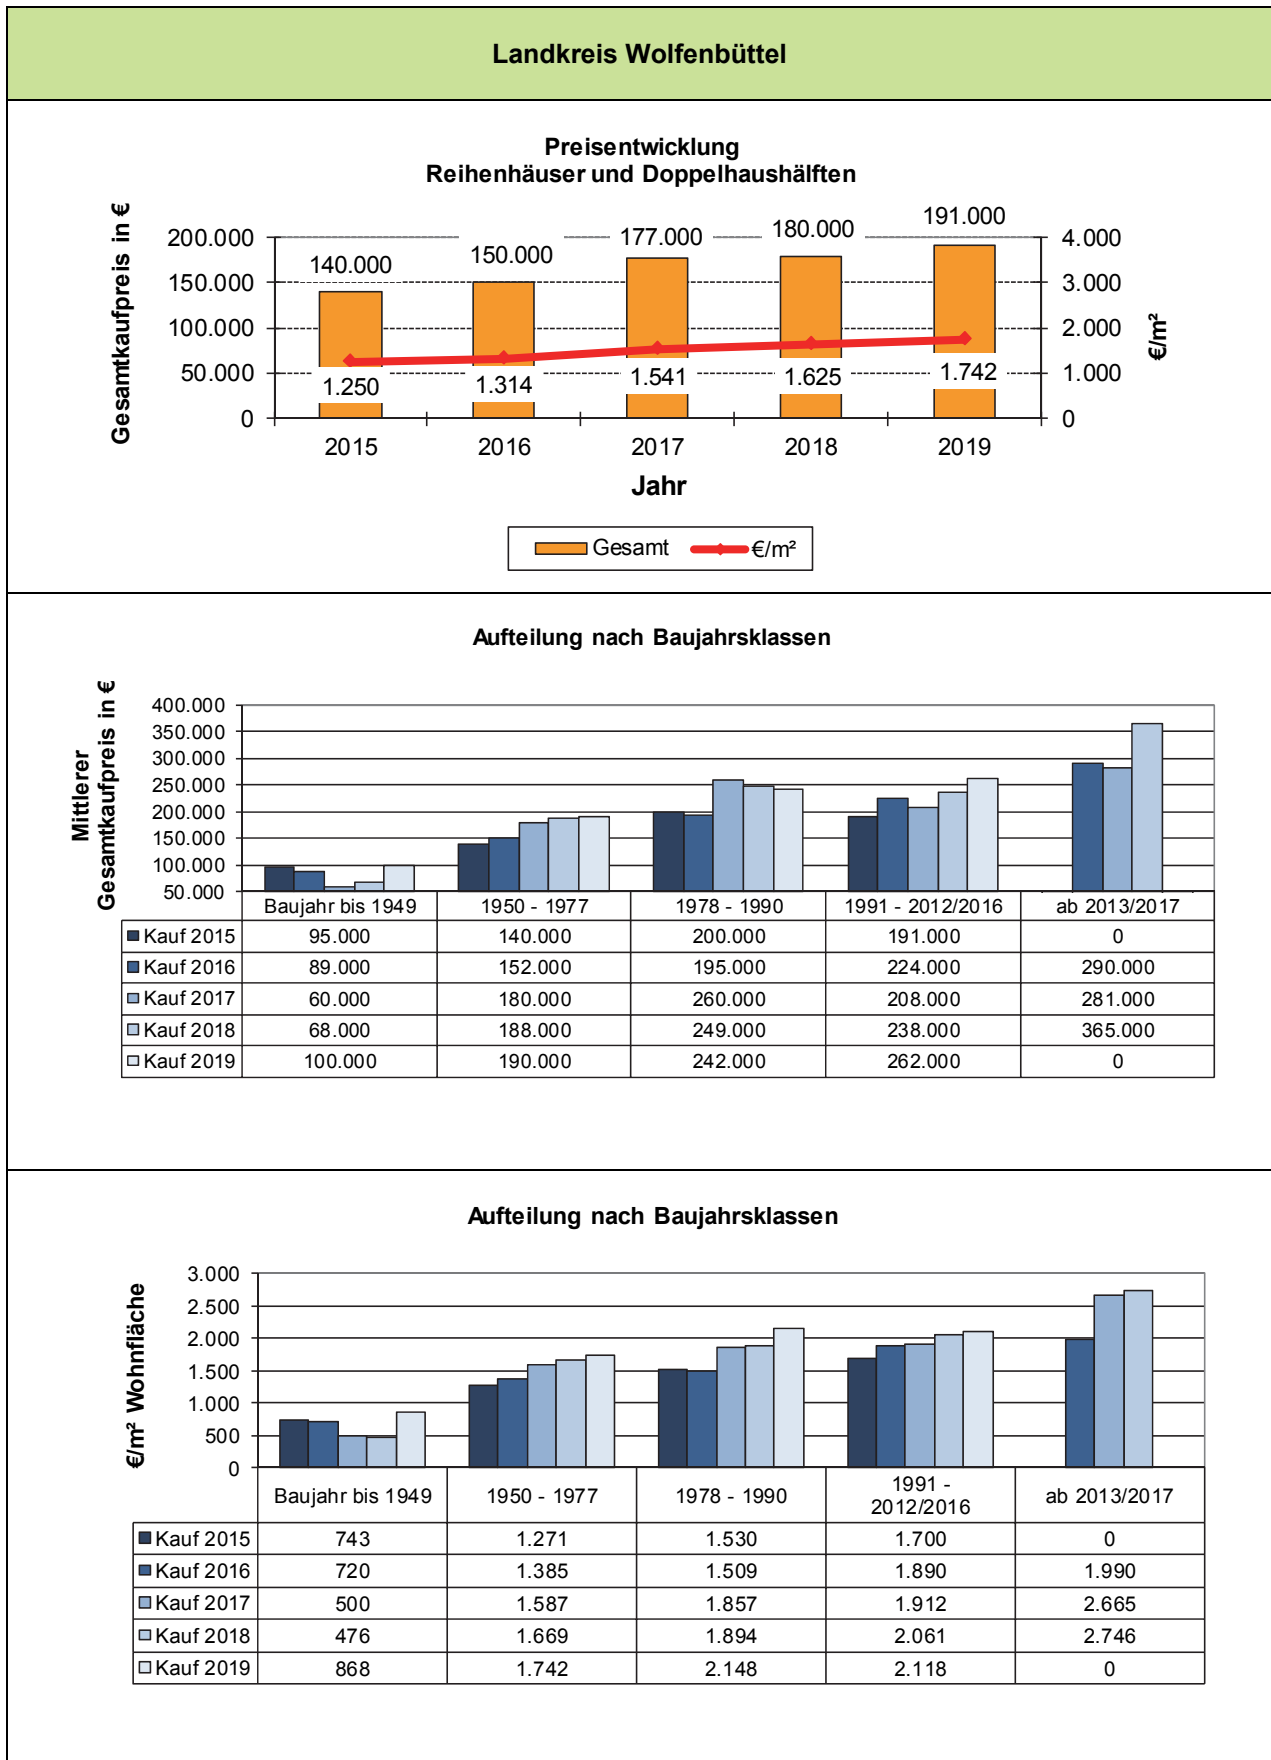 Landkreis Wolfenbüttel
Preisentwicklung
Reihenhäuser und Doppelhaushälften
Gesamtkaufpreis in €
€/m²
200.000
150.000
100.000
50.000
0
4.000
3.000
2.000
1.000
0
140.000
150.000
177.000
180.000
191.000
1.250
1.314
1.541
1.625
1.742
2015 2016 2017 2018 2019
Jahr
Gesamt €/m²
Aufteilung nach Baujahrsklassen
Mittlerer
Gesamtkaufpreis in €
400.000
350.000
300.000
250.000
200.000
150.000
100.000
50.000
Baujahr bis 1949 1950 - 1977 1978 - 1990 1991 - 2012/2016 ab 2013/2017
Kauf 2015 95.000 140.000 200.000 191.000 0
Kauf 2016 89.000 152.000 195.000 224.000 290.000
Kauf 2017 60.000 180.000 260.000 208.000 281.000
Kauf 2018 68.000 188.000 249.000 238.000 365.000
Kauf 2019 100.000 190.000 242.000 262.000 0
Aufteilung nach Baujahrsklassen
€/m² Wohnfläche
3.000
2.500
2.000
1.500
1.000
500
0
Baujahr bis 1949 1950 - 1977 1978 - 1990 1991 -
2012/2016 ab 2013/2017
Kauf 2015 743 1.271 1.530 1.700 0
Kauf 2016 720 1.385 1.509 1.890 1.990
Kauf 2017 500 1.587 1.857 1.912 2.665
Kauf 2018 476 1.669 1.894 2.061 2.746
Kauf 2019 868 1.742 2.148 2.118 0